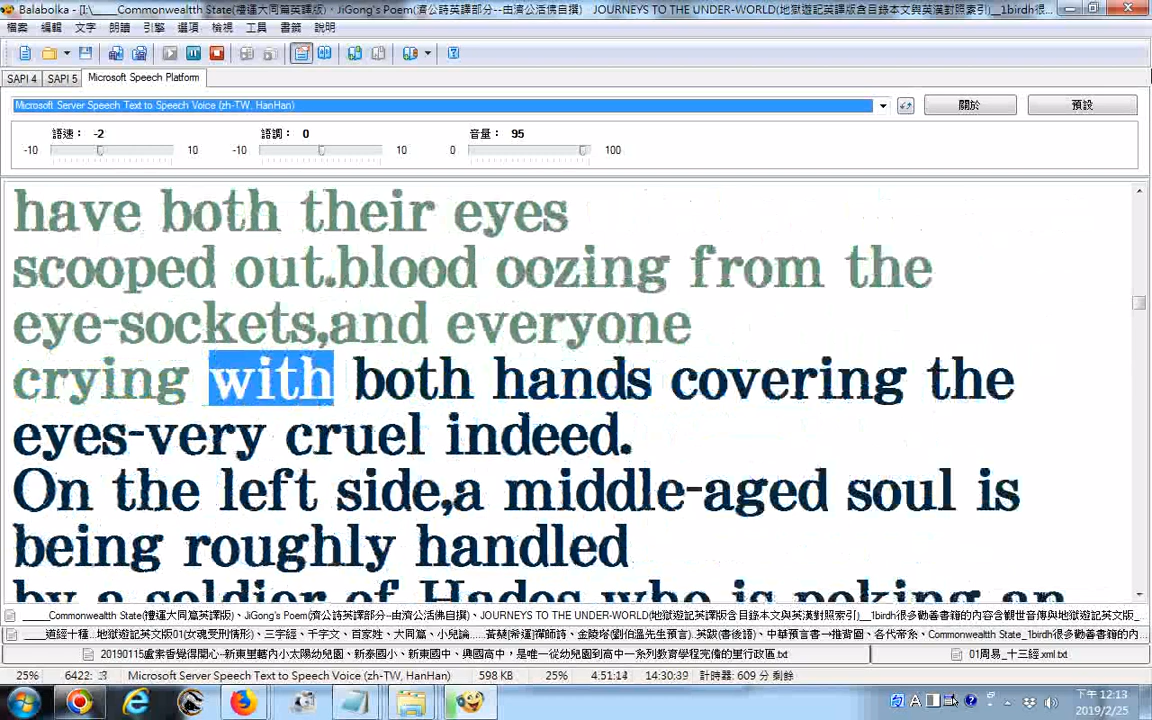 Balabolka - [I:\_____Commonwealth State(禮運大同篇英譯版)、JiGong's Poem(濟公詩英譯部分--由濟公活佛自撰) JOURNEYS TO THE UNDER-WORLD(地獄遊記英譯版含目錄本文與英漢對照索引)__1birdh很...
檔案 編輯 文字 朗讀 引擎 選項 檢視 工具 書籤 說明
SAPI 4 SAPI 5 Microsoft Speech Platform
Microsoft Server Speech Text to Speech Voice (zh-TW, HanHan) 關於 預設
語速： -2 語調： 0 音量： 95
-10 10 -10 10 0 100
have both their eyes
scooped out.blood oozing from the
eye-sockets,and everyone
crying with both hands covering the
eyes-very cruel indeed.
On the left side,a middle-aged soul is
being roughly handled
by a soldier of Hades who is poking an
_____Commonwealth State(禮運大同篇英譯版)、JiGong's Poem(濟公詩英譯部分--由濟公活佛自撰)、JOURNEYS TO THE UNDER-WORLD(地獄遊記英譯版含目錄本文與英漢對照索引)__1birdh很多勸善書籍的內容含觀世音傳與地獄遊記英文版_
_____道經十種...地獄遊記英文版01(女魂受刑情形)、三字經、千字文、百家姓、大同篇、小兒論......黃蘗[希運]禪師詩、金陵塔(劉伯溫先生預言).英跋(書後語)、中華預言書--推背圖、各代帝系、Commonwealth State_1birdh很多勸善書籍的內...
20190115盧崇香覺得開心--新東里轄內小太陽幼兒園、新泰國小、新東國中、興國高中，是唯一從幼兒園到高中一系列教育學程完備的里行政區.txt 01周易_十三經.xml.txt
25% 6422: Microsoft Server Speech Text to Speech Voice (zh-TW, HanHan) 598 KB 25% 4:51:14 14:30:39 計時器: 609 分 剩餘
下午 12:13
2019/2/25